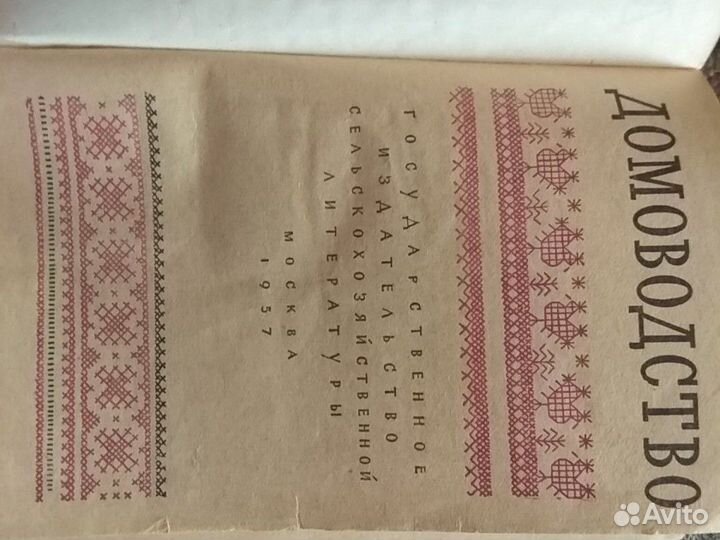 ДОМОВОДСТВО
ГОСУДАРСТВЕННОЕ
ИЗДАТЕЛЬСТВО
СЕЛЬСКОХОЗЯЙСТВЕННОЙ
ЛИТЕРАТУРЫ
МОСКВА
1957
Avito